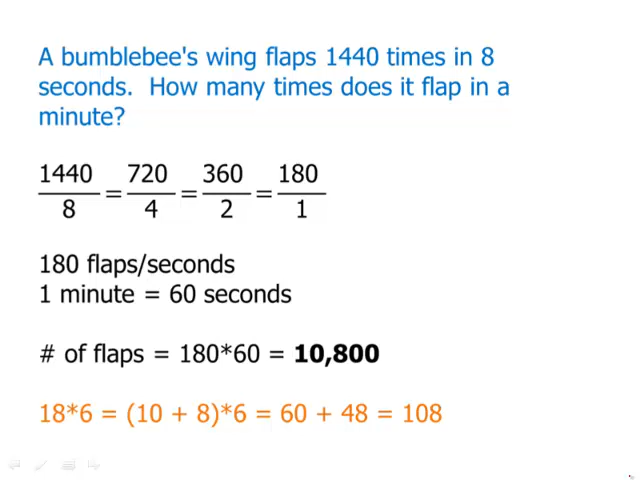 A bumblebee's wing flaps 1440 times in 8
seconds.  How many times does it flap in a
minute?
1440/8 = 720/4 = 360/2 = 180/1
180 flaps/seconds
1 minute = 60 seconds
# of flaps = 180*60 = 10,800
18*6 = (10 + 8)*6 = 60 + 48 = 108